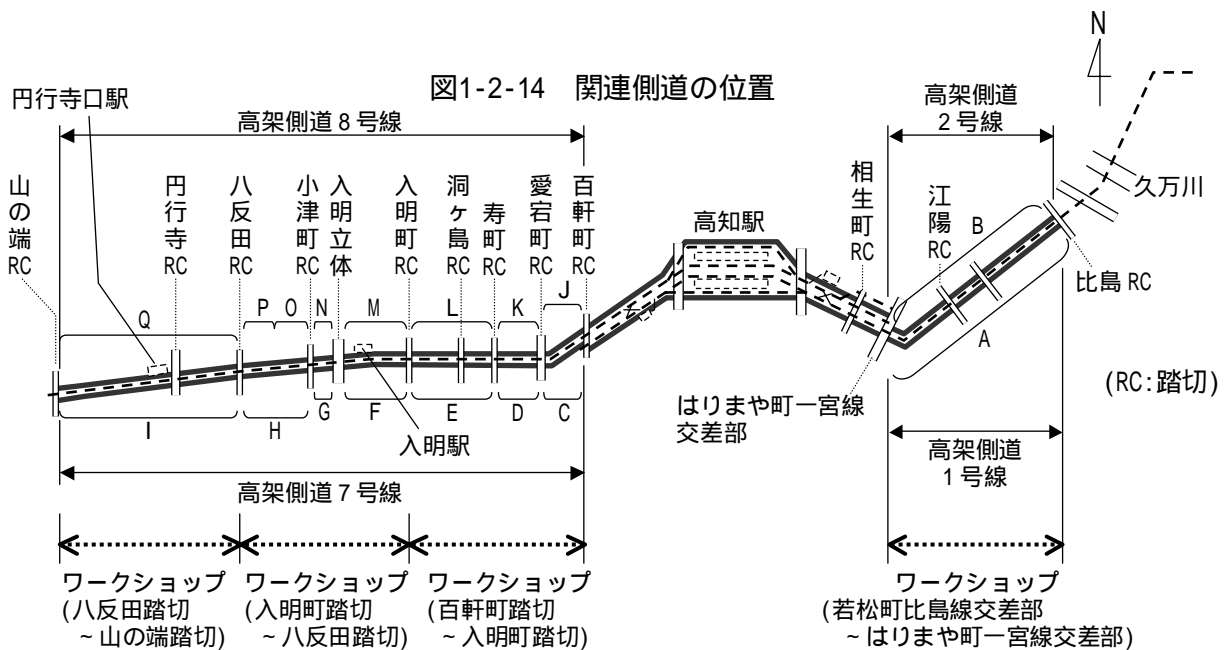 図1-2-14 関連側道の位置
N
円行寺口駅
高架側道8号線
高架側道
2号線
山の端RC
円行寺RC
八反田RC
小津町RC
入明立体
入明町RC
洞ヶ島RC
寿町RC
愛宕町RC
百軒町RC
高知駅
相生町RC
江陽RC
久万川
比島RC
Q
P
O
N
M
L
K
J
B
A
I
H
G
F
E
D
C
入明駅
はりまや町一宮線
交差部
(RC:踏切)
高架側道7号線
高架側道
1号線
ワークショップ
(八反田踏切
~山の端踏切)
ワークショップ
(入明町踏切
~八反田踏切)
ワークショップ
(百軒町踏切
~入明町踏切)
ワークショップ
(若松町比島線交差部
~はりまや町一宮線交差部)